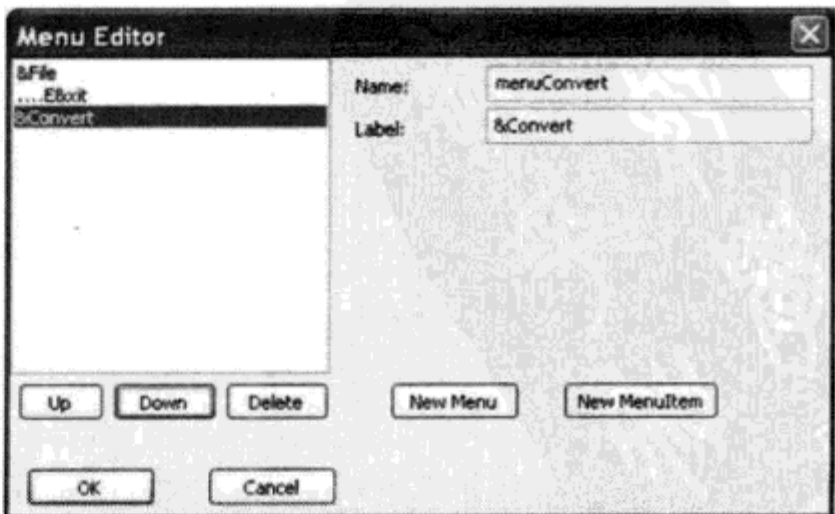 Menu Editor
&File
....E&xit
&Convert
Name:
menuConvert
Label:
&Convert
Up
Down
Delete
New Menu
New MenuItem
OK
Cancel